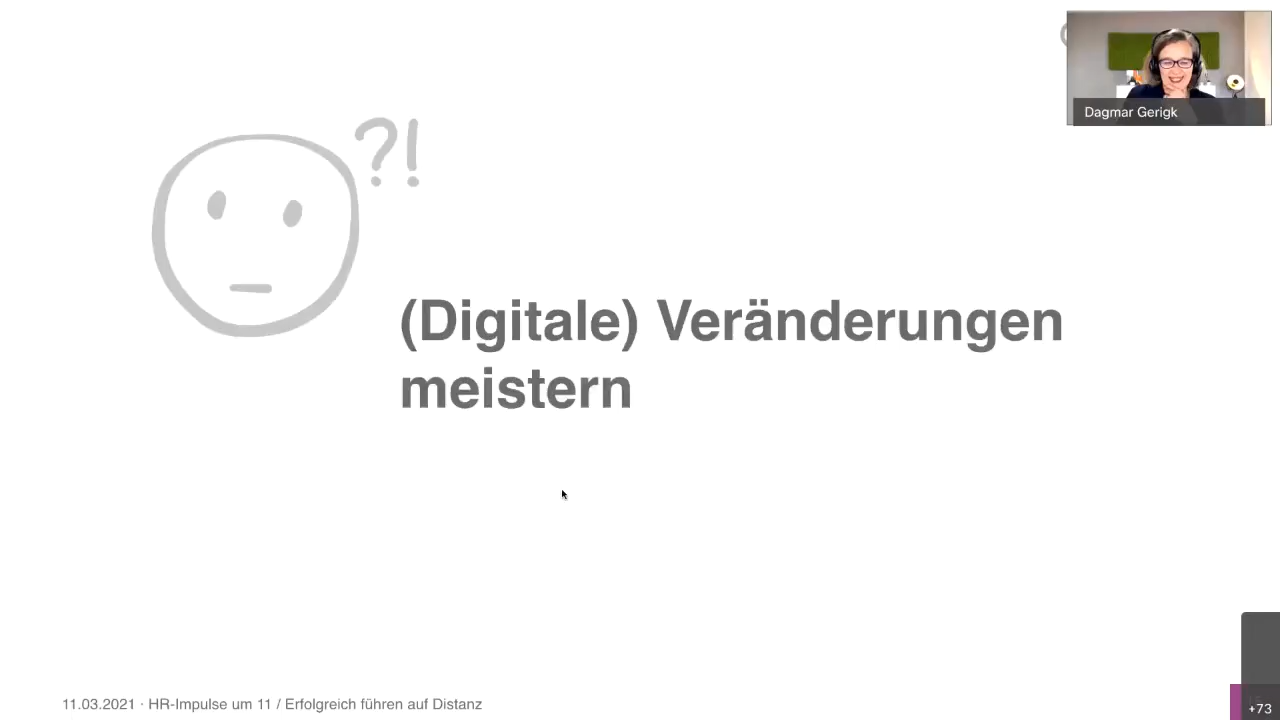 Dagmar Gerigk
?!
(Digitale) Veränderungen
meistern
11.03.2021 · HR-Impulse um 11 / Erfolgreich führen auf Distanz
+73